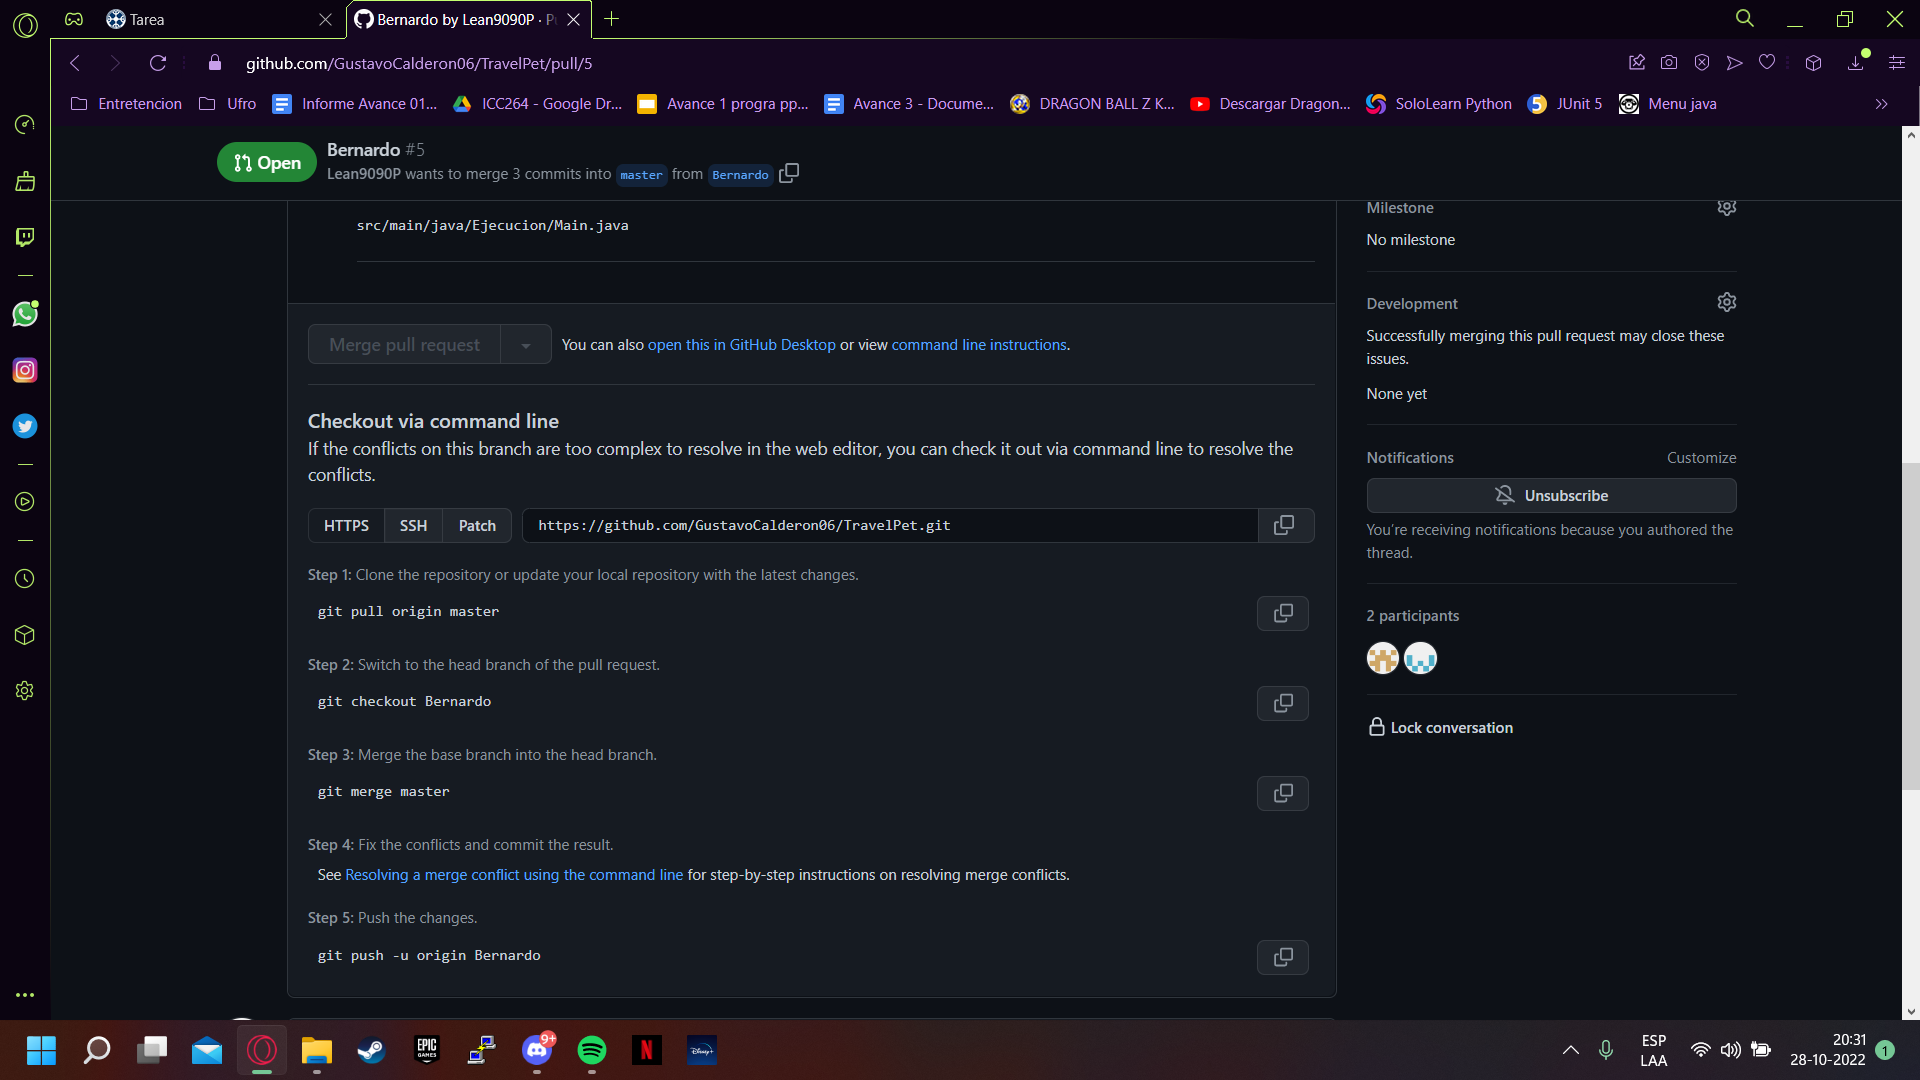 Tarea
Bernardo by Lean9090P · Pu
github.com/GustavoCalderon06/TravelPet/pull/5
Entretencion
Ufro
Informe Avance 01...
ICC264 - Google Dr...
Avance 1 progra pp...
Avance 3 - Docume...
DRAGON BALL Z K...
Descargar Dragon...
SoloLearn Python
JUnit 5
Menu java
Open
Bernardo #5
Lean9090P wants to merge 3 commits into master from Bernardo
src/main/java/Ejecucion/Main.java
Merge pull request
You can also open this in GitHub Desktop or view command line instructions.
Checkout via command line
If the conflicts on this branch are too complex to resolve in the web editor, you can check it out via command line to resolve the
conflicts.
HTTPS SSH Patch https://github.com/GustavoCalderon06/TravelPet.git
Step 1: Clone the repository or update your local repository with the latest changes.
git pull origin master
Step 2: Switch to the head branch of the pull request.
git checkout Bernardo
Step 3: Merge the base branch into the head branch.
git merge master
Step 4: Fix the conflicts and commit the result.
See Resolving a merge conflict using the command line for step-by-step instructions on resolving merge conflicts.
Step 5: Push the changes.
git push -u origin Bernardo
Milestone
No milestone
Development
Successfully merging this pull request may close these
issues.
None yet
Notifications Customize
Unsubscribe
You're receiving notifications because you authored the
thread.
2 participants
Lock conversation
EPIC
GAMES
9+
N
Disney+
ESP
LAA
20:31
28-10-2022
1